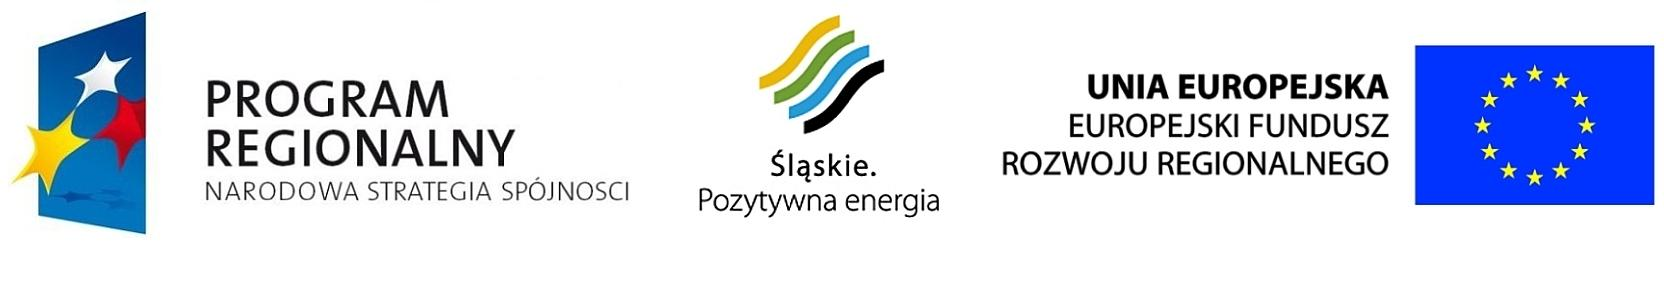 PROGRAM
REGIONALNY
NARODOWA STRATEGIA SPÓJNOSCI
Śląskie.
Pozytywna energia
UNIA EUROPEJSKA
EUROPEJSKI FUNDUSZ
ROZWOJU REGIONALNEGO